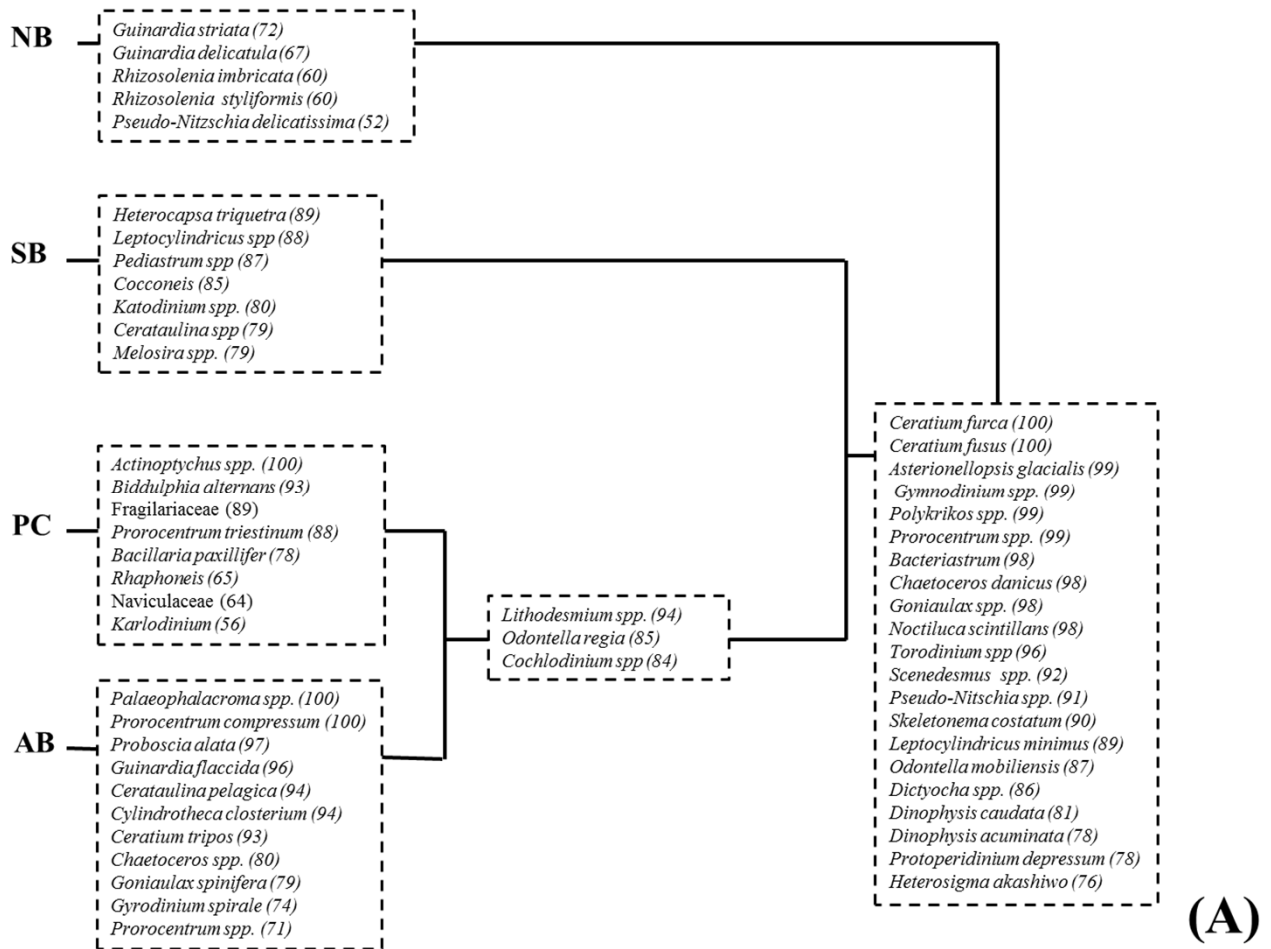 NB
Guinardia striata (72)
Guinardia delicatula (67)
Rhizosolenia imbricata (60)
Rhizosolenia styliformis (60)
Pseudo-Nitzschia delicatissima (52)
SB
Heterocapsa triquetra (89)
Leptocylindricus spp (88)
Pediastrum spp (87)
Cocconeis (85)
Katodinium spp. (80)
Cerataulina spp (79)
Melosira spp. (79)
PC
Actinoptychus spp. (100)
Biddulphia alternans (93)
Fragilariaceae (89)
Prorocentrum triestinum (88)
Bacillaria paxillifer (78)
Rhaphoneis (65)
Naviculaceae (64)
Karlodinium (56)
AB
Palaeophalacroma spp. (100)
Prorocentrum compressum (100)
Proboscia alata (97)
Guinardia flaccida (96)
Cerataulina pelagica (94)
Cylindrotheca closterium (94)
Ceratium tripos (93)
Chaetoceros spp. (80)
Goniaulax spinifera (79)
Gyrodinium spirale (74)
Prorocentrum spp. (71)
Lithodesmium spp. (94)
Odontella regia (85)
Cochlodinium spp (84)
Ceratium furca (100)
Ceratium fusus (100)
Asterionellopsis glacialis (99)
Gymnodinium spp. (99)
Polykrikos spp. (99)
Prorocentrum spp. (99)
Bacteriastrum (98)
Chaetoceros danicus (98)
Goniaulax spp. (98)
Noctiluca scintillans (98)
Torodinium spp (96)
Scenedesmus spp. (92)
Pseudo-Nitschia spp. (91)
Skeletonema costatum (90)
Leptocylindricus minimus (89)
Odontella mobiliensis (87)
Dictyocha spp. (86)
Dinophysis caudata (81)
Dinophysis acuminata (78)
Protoperidinium depressum (78)
Heterosigma akashiwo (76)
(A)